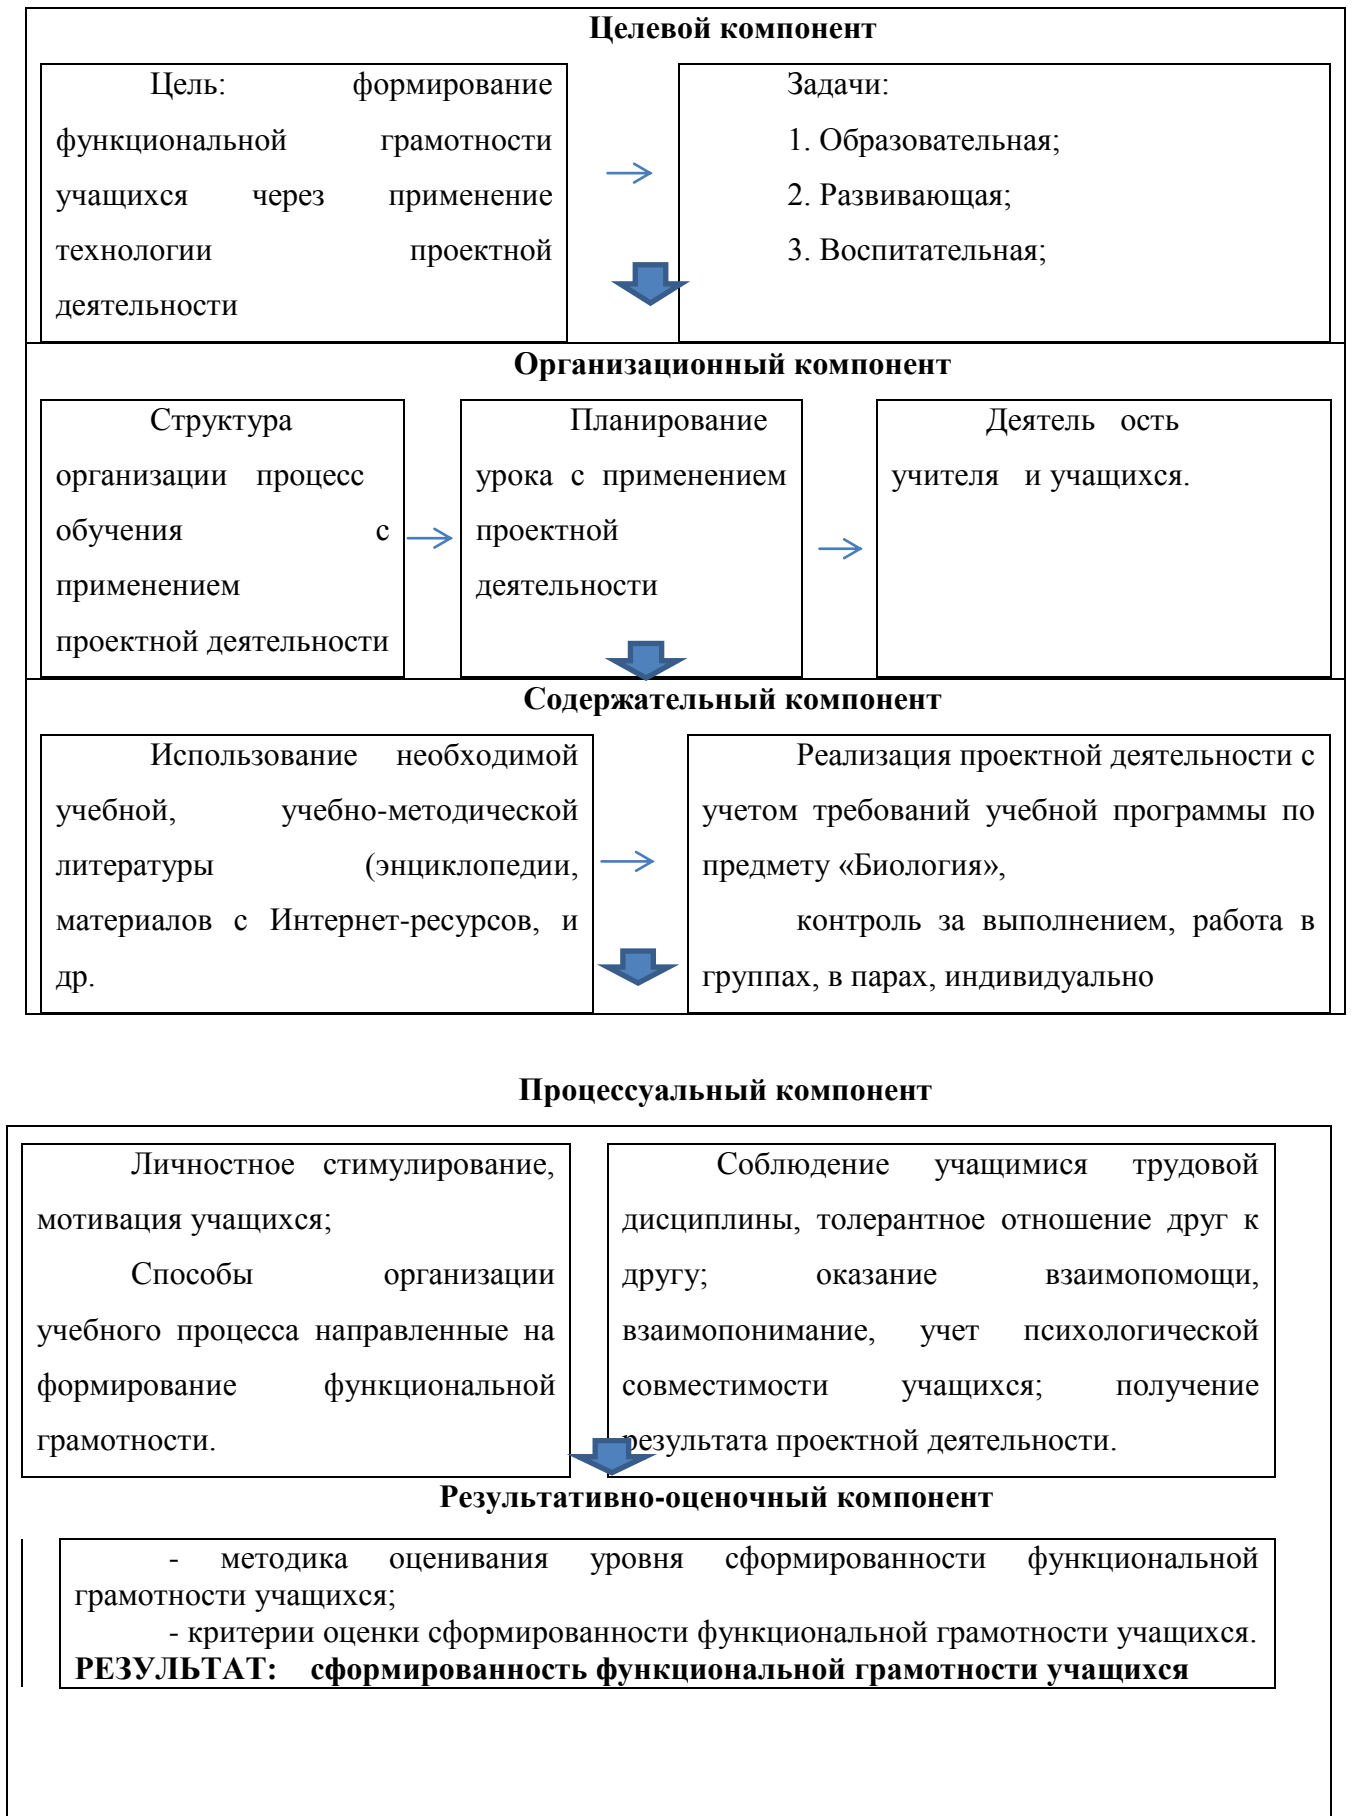 Целевой компонент
Цель: формирование
функциональной грамотности
учащихся через применение
технологии проектной
деятельности
Задачи:
1. Образовательная;
2. Развивающая;
3. Воспитательная;
Организационный компонент
Структура
организации процесс
обучения с
применением
проектной деятельности
Планирование
урока с применением
проектной
деятельности
Деятель ость
учителя и учащихся.
Содержательный компонент
Использование необходимой
учебной, учебно-методической
литературы (энциклопедии,
материалов с Интернет-ресурсов, и
др.
Реализация проектной деятельности с
учетом требований учебной программы по
предмету «Биология»,
контроль за выполнением, работа в
группах, в парах, индивидуально
Процессуальный компонент
Личностное стимулирование,
мотивация учащихся;
Способы организации
учебного процесса направленные на
формирование функциональной
грамотности.
Соблюдение учащимися трудовой
дисциплины, толерантное отношение друг к
другу; оказание взаимопомощи,
взаимопонимание, учет психологической
совместимости учащихся; получение
результата проектной деятельности.
Результативно-оценочный компонент
- методика оценивания уровня сформированности функциональной
грамотности учащихся;
- критерии оценки сформированности функциональной грамотности учащихся.
РЕЗУЛЬТАТ: сформированность функциональной грамотности учащихся